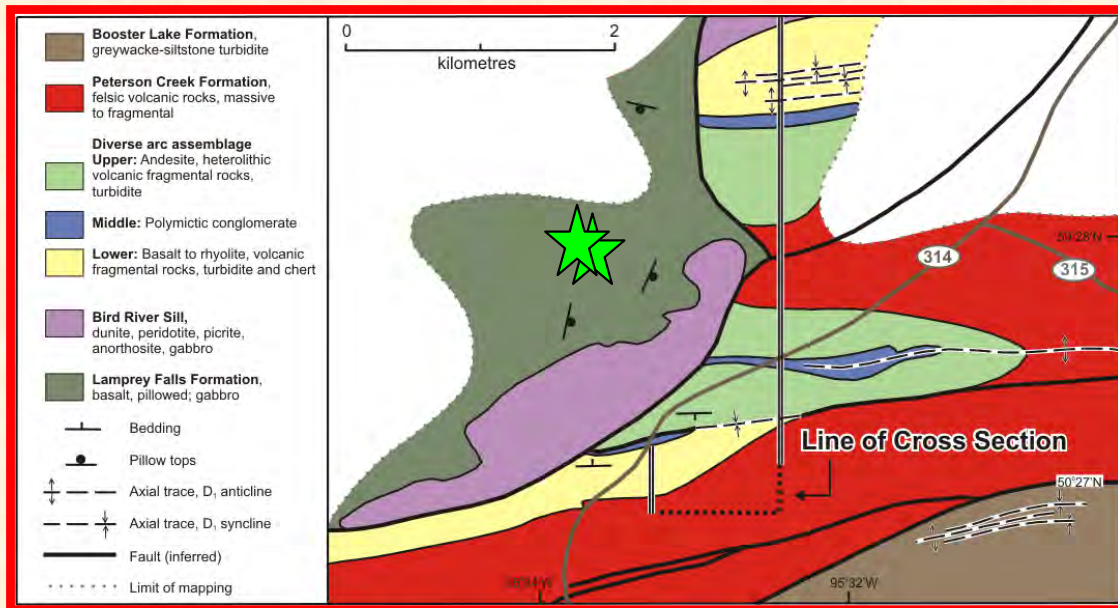 Booster Lake Formation,
greywacke-siltstone turbidite
Peterson Creek Formation,
felsic volcanic rocks, massive
to fragmental
Diverse arc assemblage
Upper: Andesite, heterolithic
volcanic fragmental rocks,
turbidite
Middle: Polymictic conglomerate
Lower: Basalt to rhyolite, volcanic
fragmental rocks, turbidite and chert
Bird River Sill,
dunite, peridotite, picrite,
anorthosite, gabbro
Lamprey Falls Formation,
basalt, pillowed; gabbro
Bedding
Pillow tops
Axial trace, D₁ anticline
Axial trace, D₁ syncline
Fault (inferred)
Limit of mapping
0 2
kilometres
314
315
Line of Cross Section
50°27'N
95°32'W